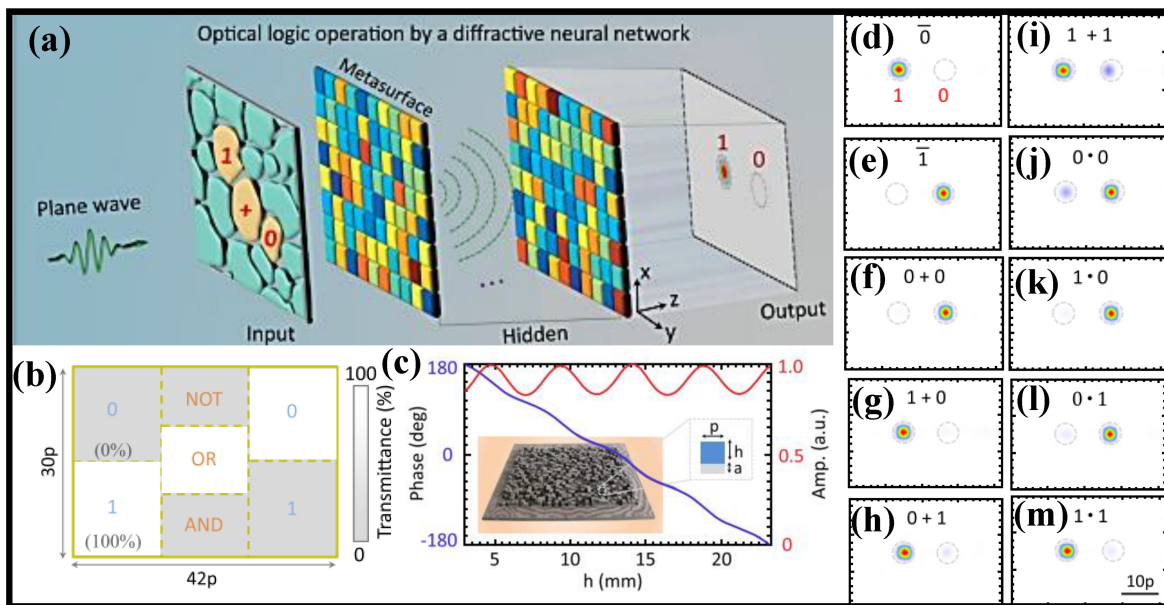 (a)
Optical logic operation by a diffractive neural network
Metasurface
1
+
0
1
0
Plane wave
x
z
y
Input
...
Hidden
Output
(b)
0
NOT
0
(0%)
OR
1
AND
1
(100%)
30p
42p
100
Transmittance (%)
0
(c)
180
0
-180
Phase (deg)
1.0
0.5
0
Amp. (a.u.)
p
h
a
5 10 15 20
h (mm)
(d)
0̅
1 0
(e)
1̅
(f)
0 + 0
(g)
1 + 0
(h)
0 + 1
(i)
1 + 1
(j)
0 • 0
(k)
1 • 0
(l)
0 • 1
(m)
1 • 1
10p